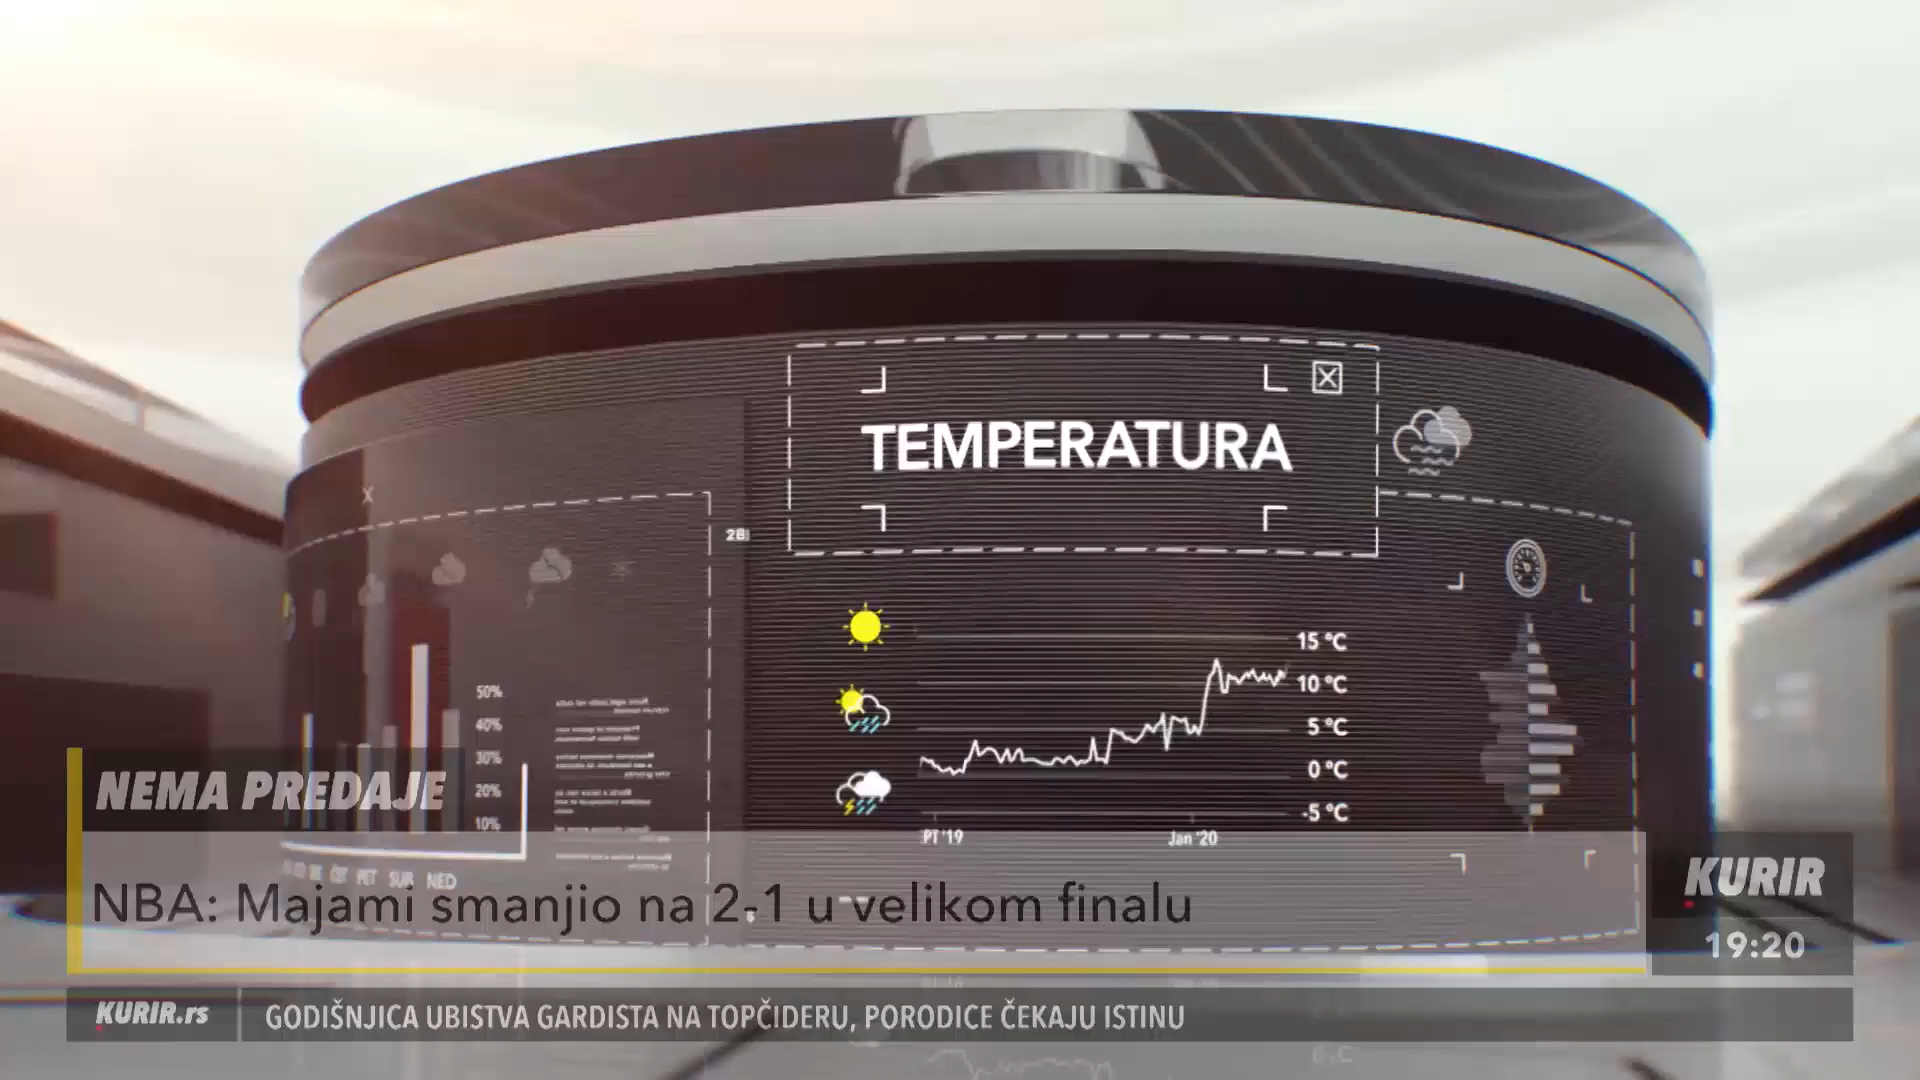 TEMPERATURA
15 °C
10 °C
5 °C
0 °C
-5 °C
Jan '20
50%
40%
30%
20%
10%
PET SUB NED
NEMA PREDAJE
NBA: Majami smanjio na 2-1 u velikom finalu
KURIR
19:20
KURIR.rs
GODIŠNJICA UBISTVA GARDISTA NA TOPČIDERU, PORODICE ČEKAJU ISTINU